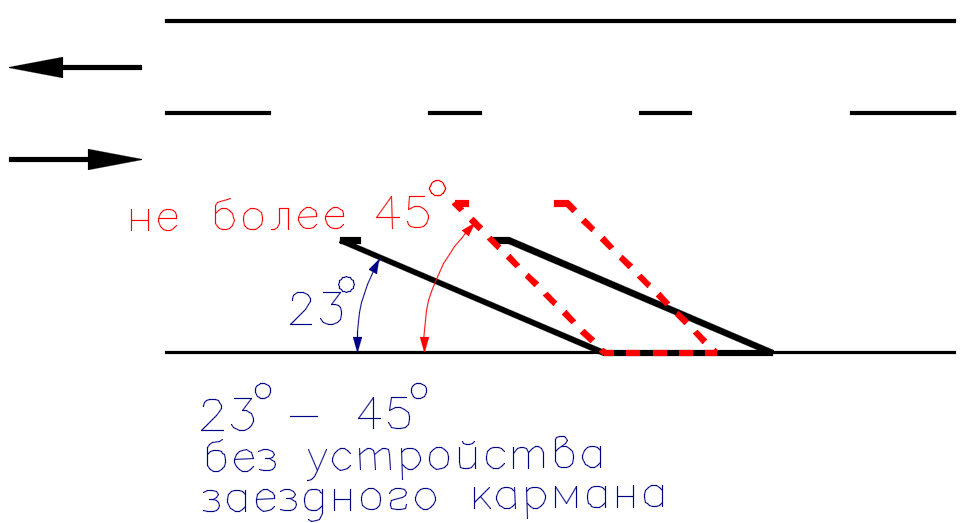 не более 45°
23°
23° — 45°
без устройства
заездного кармана